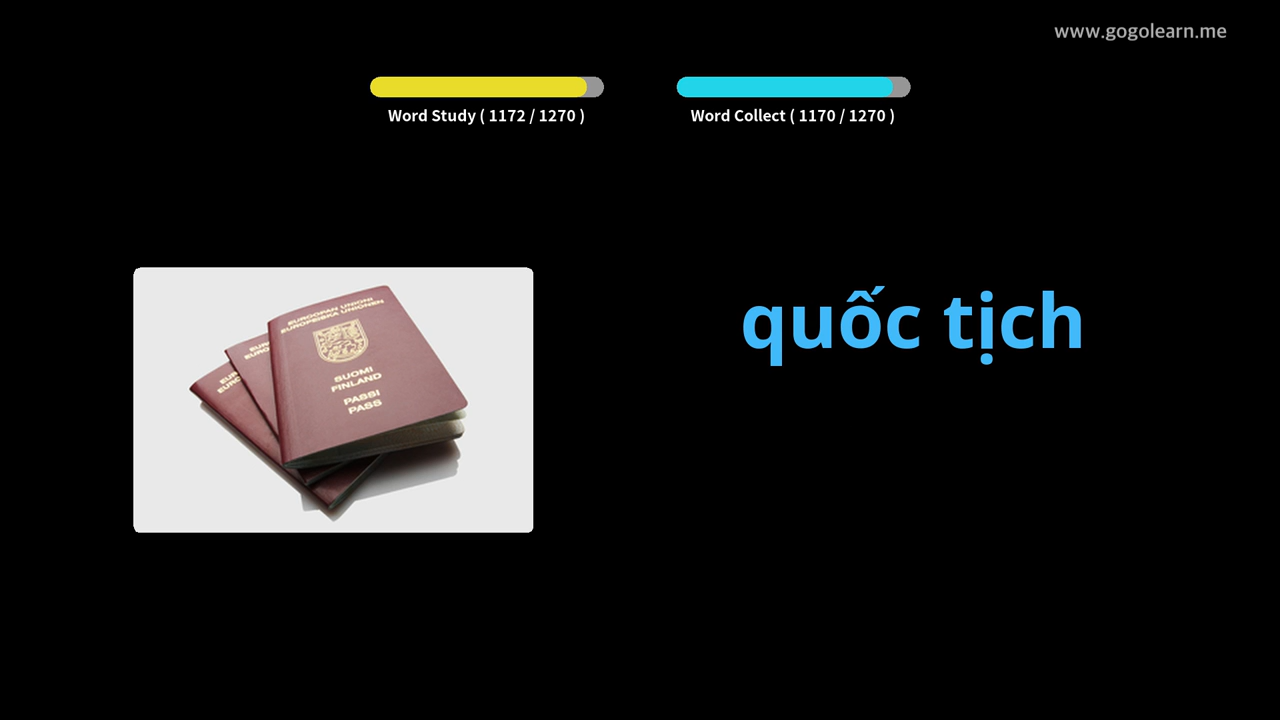 www.gogolearn.me
Word Study ( 1172 / 1270 )
Word Collect ( 1170 / 1270 )
quốc tịch
EUROOPAN UNIONI
EUROPEISKA UNIONEN
SUOMI
FINLAND
PASSI
PASS